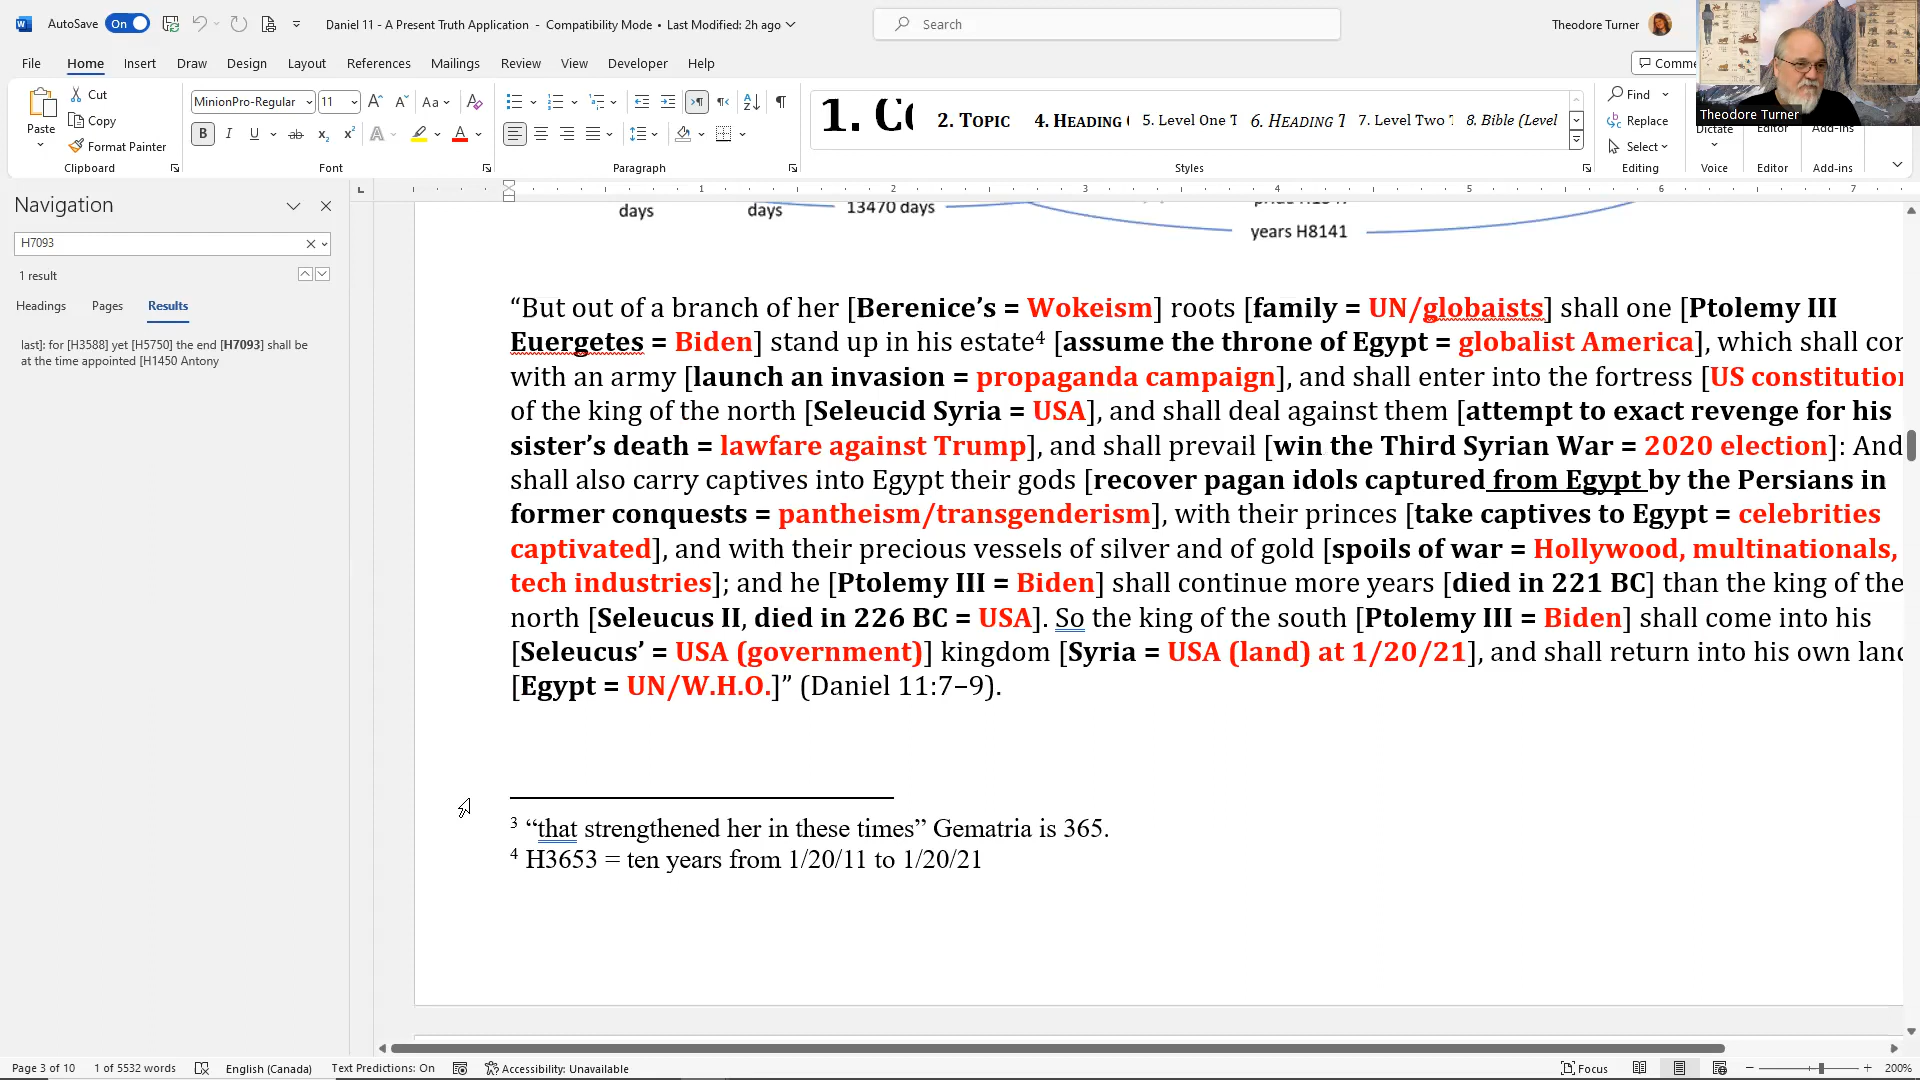 AutoSave On Daniel 11 - A Present Truth Application - Compatibility Mode • Last Modified: 2h ago Search Theodore Turner
File Home Insert Draw Design Layout References Mailings Review View Developer Help
Paste Cut Copy Format Painter
Clipboard
MinionPro-Regular 11
Font
Paragraph
2. Topic 4. Heading 5. Level One T 6. Heading T 7. Level Two T 8. Bible (Level
Styles
Find Replace Select
Editing
Dictate
Voice
Editor
Editor
Add-ins
Add-ins
Theodore Turner
Navigation
H7093
1 result
Headings Pages Results
last]: for [H3588] yet [H5750] the end [H7093] shall be
at the time appointed [H1450 Antony
1 2 3 4 5 6 7
days days 13470 days
years H8141
“But out of a branch of her [Berenice’s = Wokeism] roots [family = UN/globaists] shall one [Ptolemy III
Euergetes = Biden] stand up in his estate4 [assume the throne of Egypt = globalist America], which shall con
with an army [launch an invasion = propaganda campaign], and shall enter into the fortress [US constitution
of the king of the north [Seleucid Syria = USA], and shall deal against them [attempt to exact revenge for his
sister’s death = lawfare against Trump], and shall prevail [win the Third Syrian War = 2020 election]: And
shall also carry captives into Egypt their gods [recover pagan idols captured from Egypt by the Persians in
former conquests = pantheism/transgenderism], with their princes [take captives to Egypt = celebrities
captivated], and with their precious vessels of silver and of gold [spoils of war = Hollywood, multinationals,
tech industries]; and he [Ptolemy III = Biden] shall continue more years [died in 221 BC] than the king of the
north [Seleucus II, died in 226 BC = USA]. So the king of the south [Ptolemy III = Biden] shall come into his
[Seleucus’ = USA (government)] kingdom [Syria = USA (land) at 1/20/21], and shall return into his own land
[Egypt = UN/W.H.O.]” (Daniel 11:7–9).
3 “that strengthened her in these times” Gematria is 365.
4 H3653 = ten years from 1/20/11 to 1/20/21
Page 3 of 10 1 of 5532 words English (Canada) Text Predictions: On Accessibility: Unavailable Focus 200%